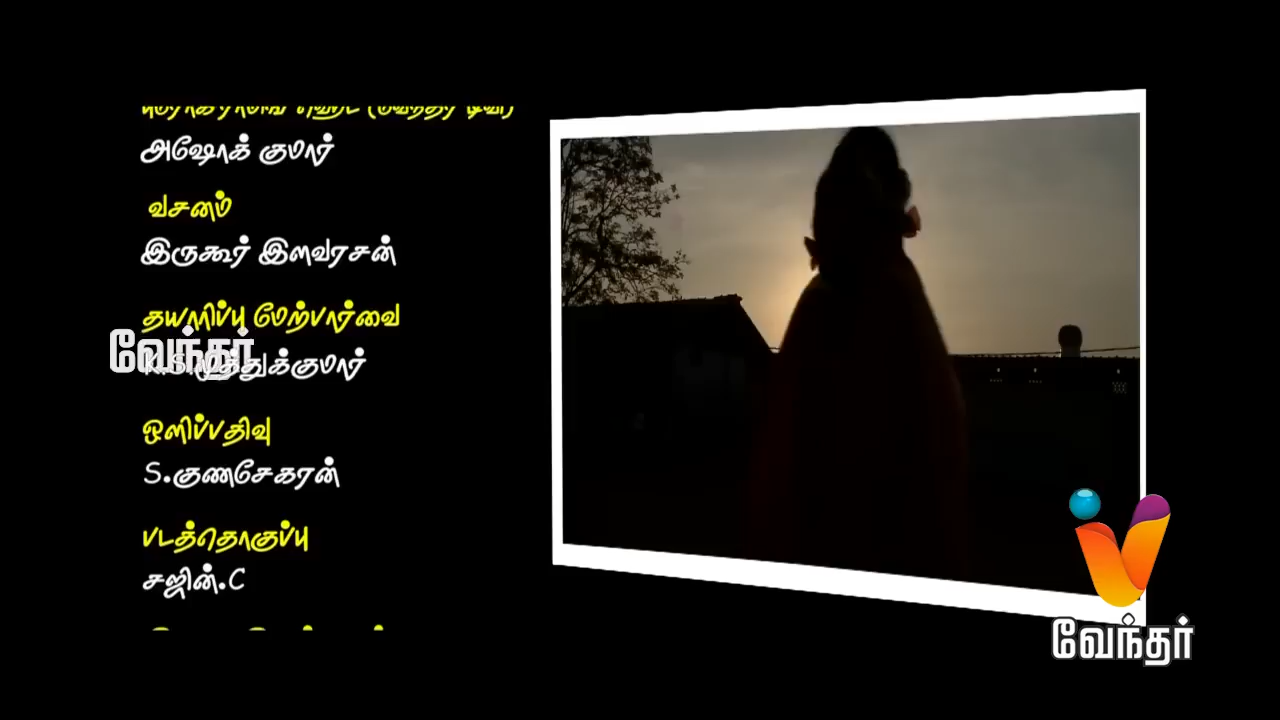 அஷோக் குமார்
வசனம்
இருகூர் இளவரசன்
தயாரிப்பு மேற்பார்வை
வேந்தர்
K.S.முத்துக்குமார்
ஒளிப்பதிவு
S.குணசேகரன்
படத்தொகுப்பு
சஜின்.C
வேந்தர்